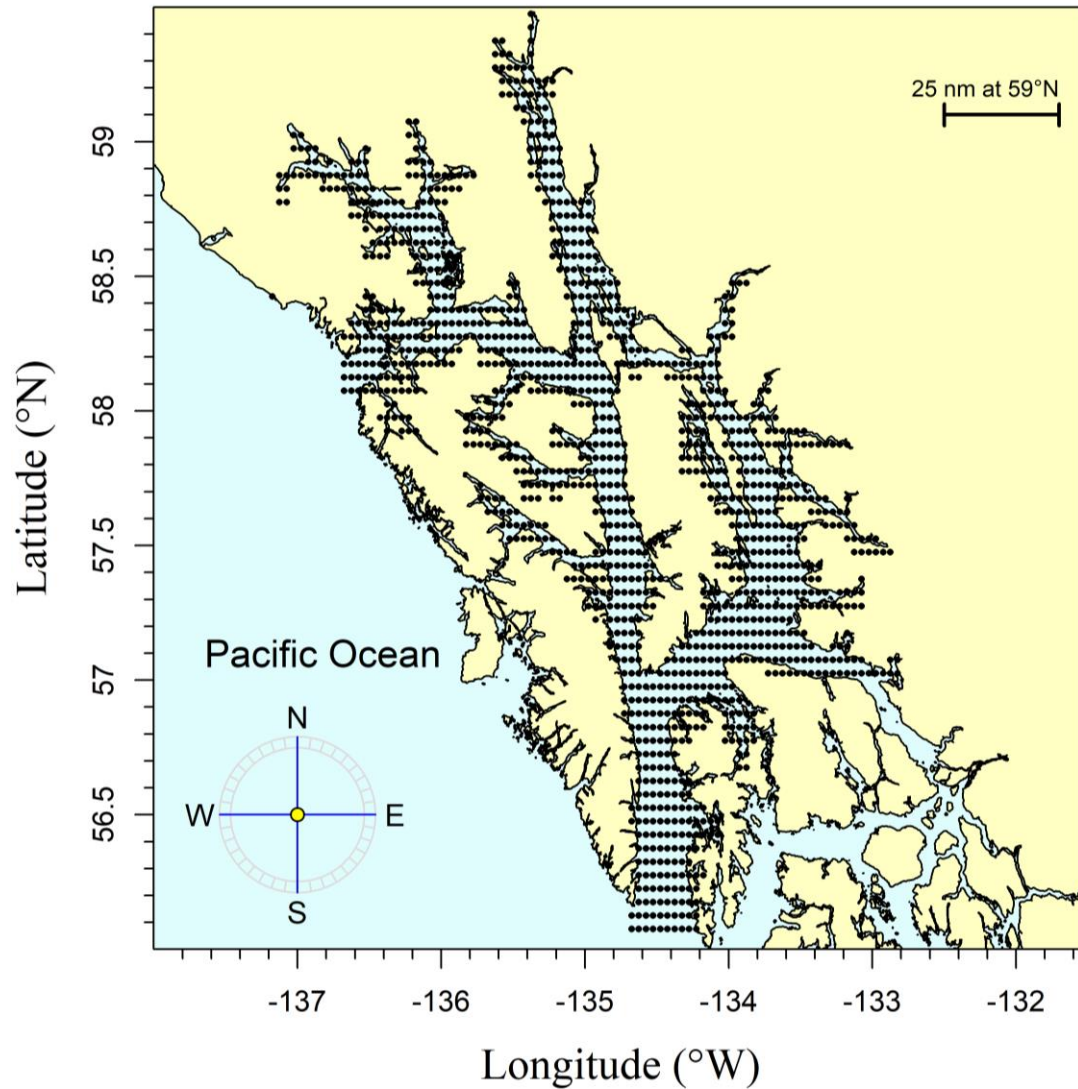 25 nm at 59°N
59
58.5
58
57.5
57
56.5
Latitude (°N)
Pacific Ocean
N
W E
S
-137 -136 -135 -134 -133 -132
Longitude (°W)